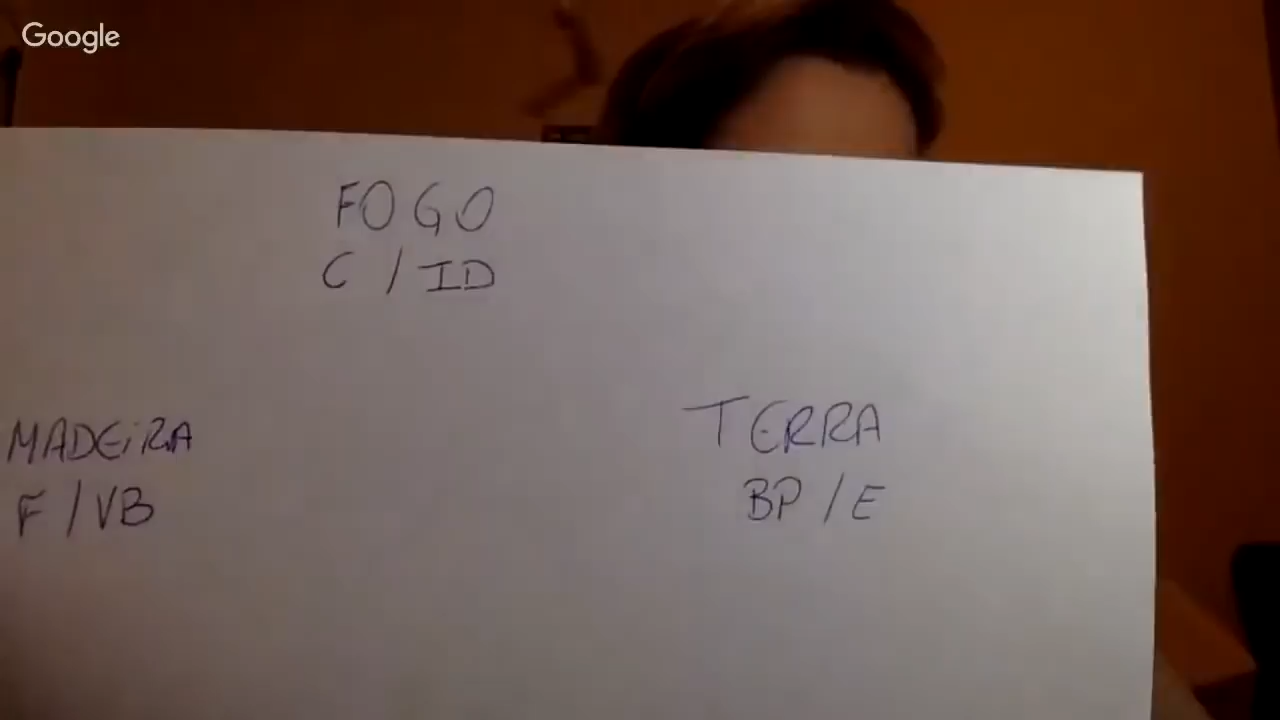 Google
FOGO
C / ID
MADEiRA
F / VB
TERRA
BP / E